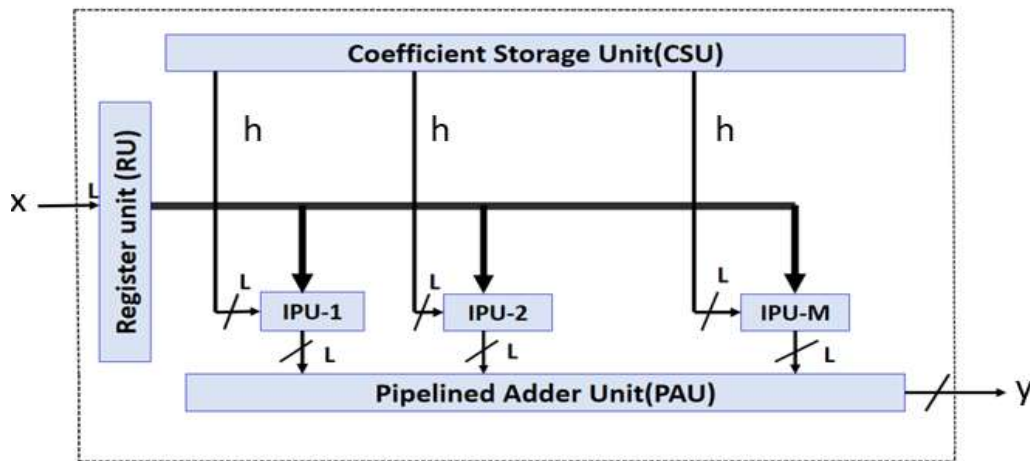 Coefficient Storage Unit(CSU)
h
h
h
x
L
Register unit (RU)
L
L
L
IPU-1
IPU-2
IPU-M
L
L
L
Pipelined Adder Unit(PAU)
y